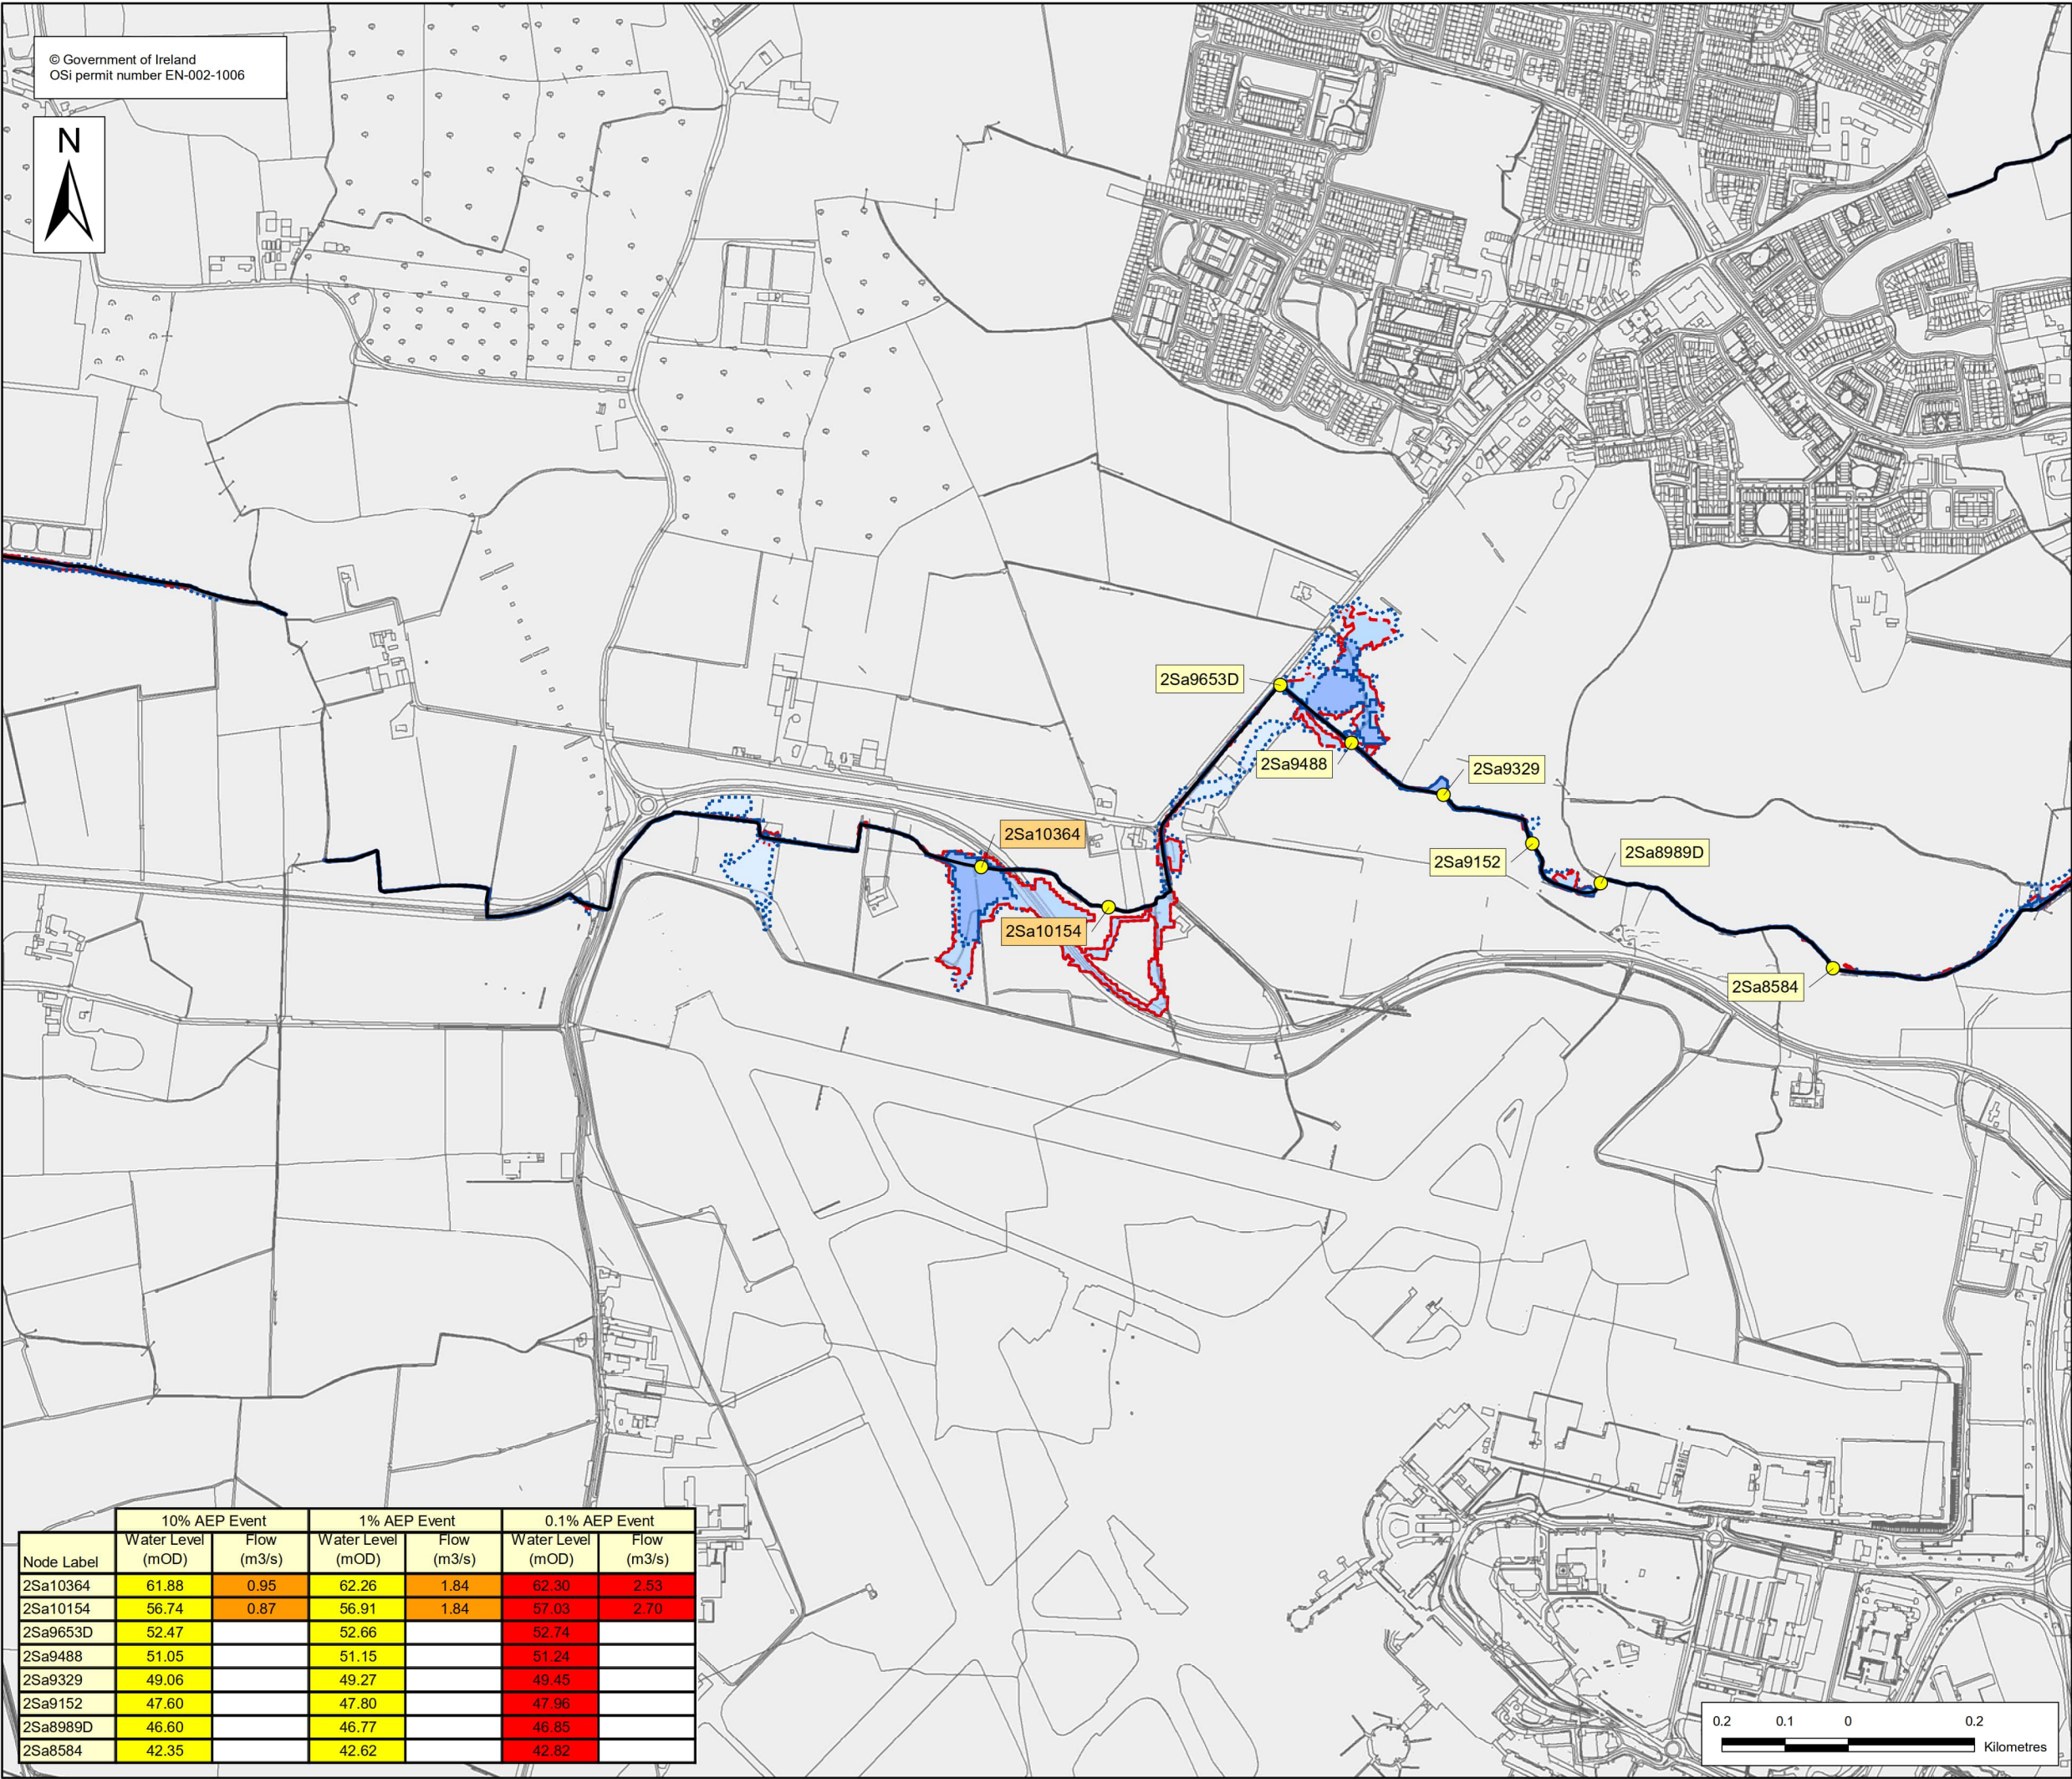 © Government of Ireland
OSi permit number EN-002-1006
N
2Sa9653D
2Sa9488
2Sa9329
2Sa10364
2Sa9152
2Sa8989D
2Sa10154
2Sa8584
10% AEP Event 1% AEP Event 0.1% AEP Event
Node Label Water Level (mOD) Flow (m3/s) Water Level (mOD) Flow (m3/s) Water Level (mOD) Flow (m3/s)
2Sa10364 61.88 0.95 62.26 1.84 62.30 2.53
2Sa10154 56.74 0.87 56.91 1.84 57.03 2.70
2Sa9653D 52.47 52.66 52.74
2Sa9488 51.05 51.15 51.24
2Sa9329 49.06 49.27 49.45
2Sa9152 47.60 47.80 47.96
2Sa8989D 46.60 46.77 46.85
2Sa8584 42.35 42.62 42.82
0.2 0.1 0 0.2
Kilometres